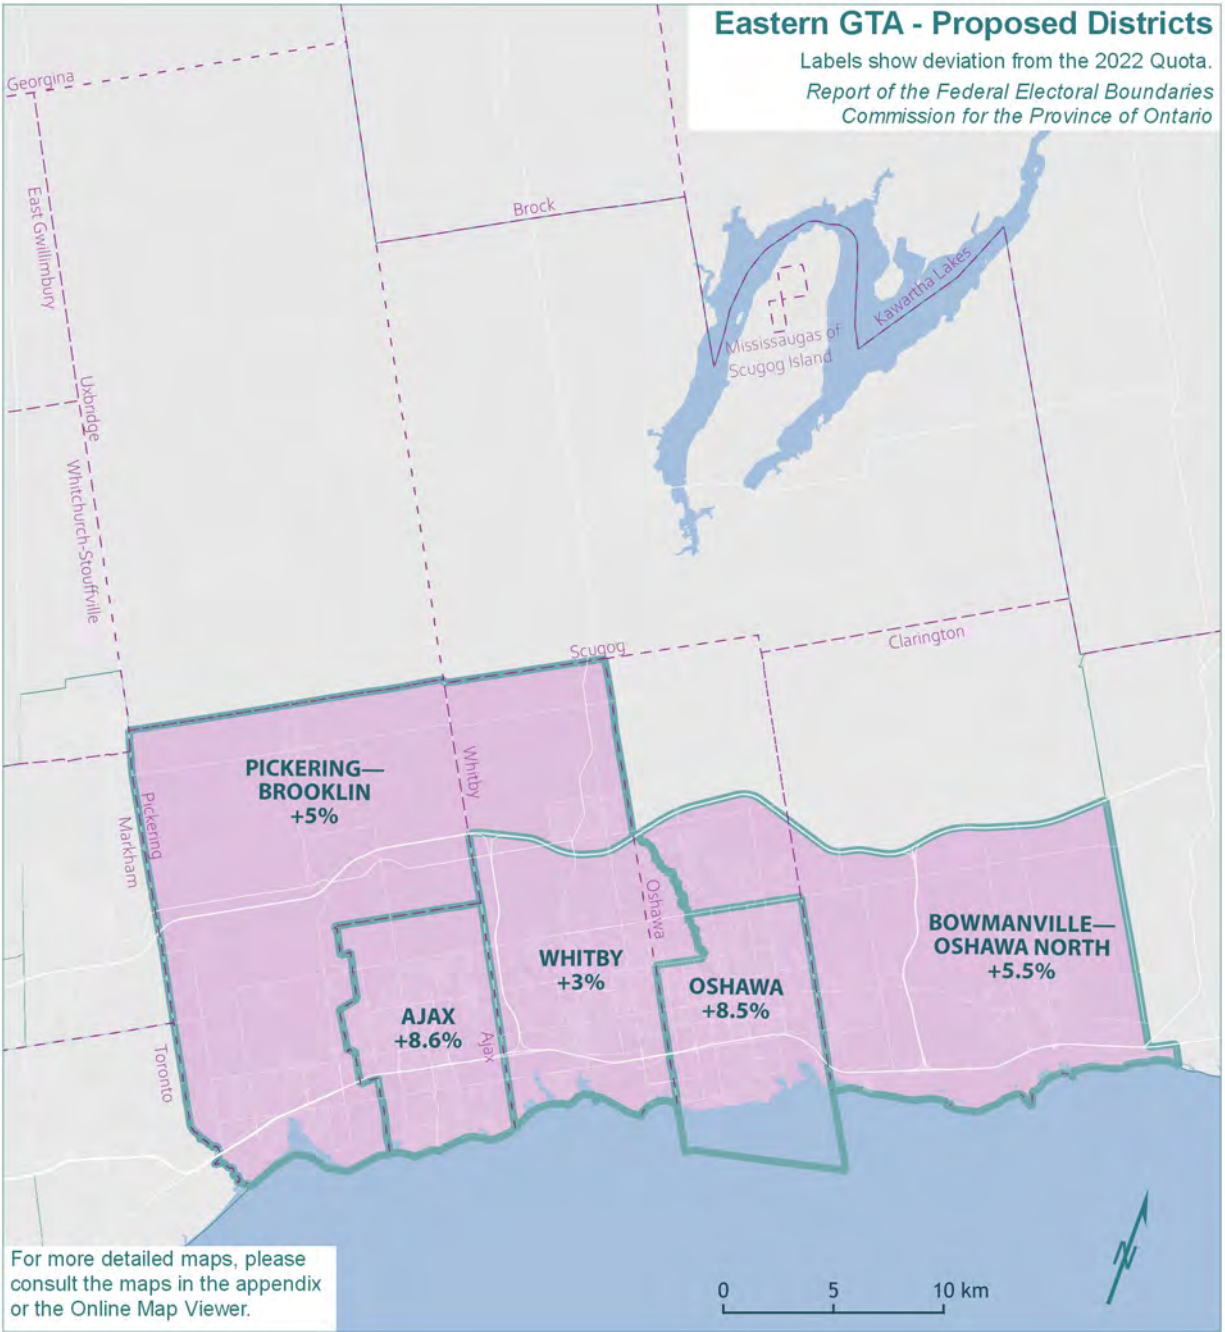 Eastern GTA - Proposed Districts
Labels show deviation from the 2022 Quota.
Report of the Federal Electoral Boundaries
Commission for the Province of Ontario
Georgina
East Gwillimbury
Brock
Kawartha Lakes
Mississaugas of
Scugog Island
Uxbridge
Whitchurch-Stouffville
Scugog
Clarington
PICKERING—
BROOKLIN
+5%
Whitby
Pickering
Markham
Oshawa
BOWMANVILLE—
OSHAWA NORTH
+5.5%
WHITBY
+3%
OSHAWA
+8.5%
AJAX
+8.6%
Ajax
Toronto
For more detailed maps, please
consult the maps in the appendix
or the Online Map Viewer.
0 5 10 km
N